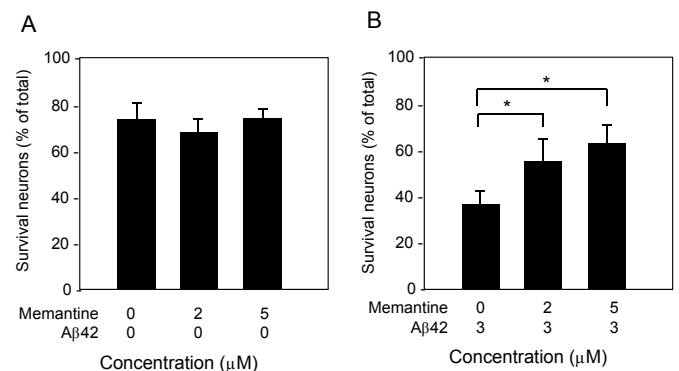 A
Survival neurons (% of total)
100
80
60
40
20
0
Memantine 0 2 5
Aβ42 0 0 0
Concentration (μM)
B
Survival neurons (% of total)
100
80
60
40
20
0
*
*
Memantine 0 2 5
Aβ42 3 3 3
Concentration (μM)